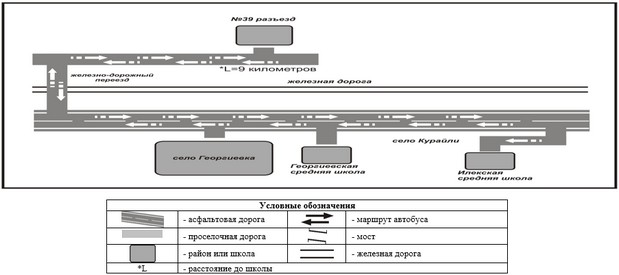 №39 разъезд
*L=9 километров
железно-дорожный
переезд
железная дорога
село Курайли
село Георгиевка
Георгиевская
средняя школа
Илекская
средняя школа
Условные обозначения
- асфальтовая дорога
- маршрут автобуса
- проселочная дорога
- мост
- район или школа
- железная дорога
*L
- расстояние до школы